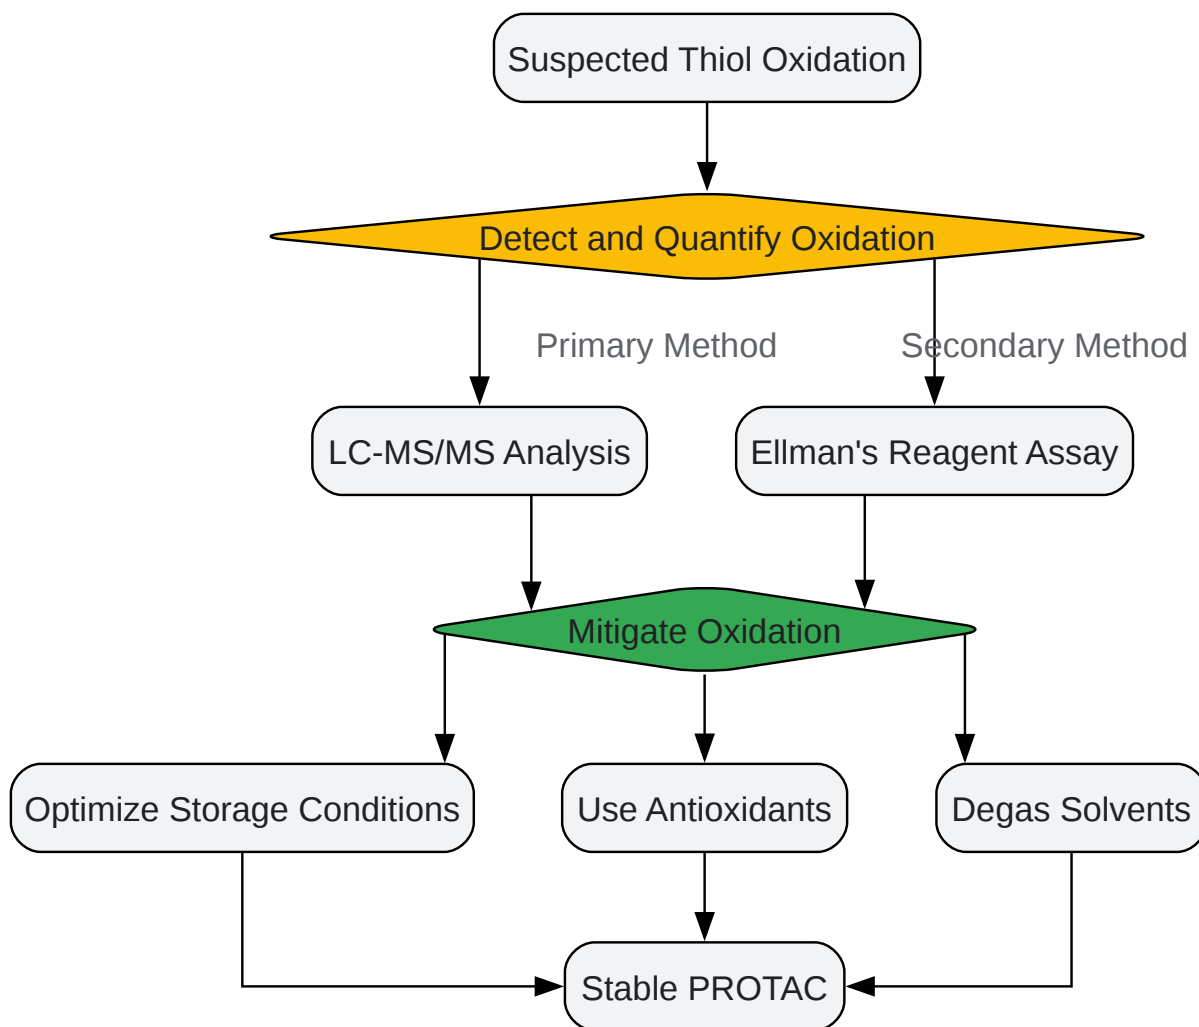 Suspected Thiol Oxidation
Detect and Quantify Oxidation
Primary Method
Secondary Method
LC-MS/MS Analysis
Ellman's Reagent Assay
Mitigate Oxidation
Optimize Storage Conditions
Use Antioxidants
Degas Solvents
Stable PROTAC